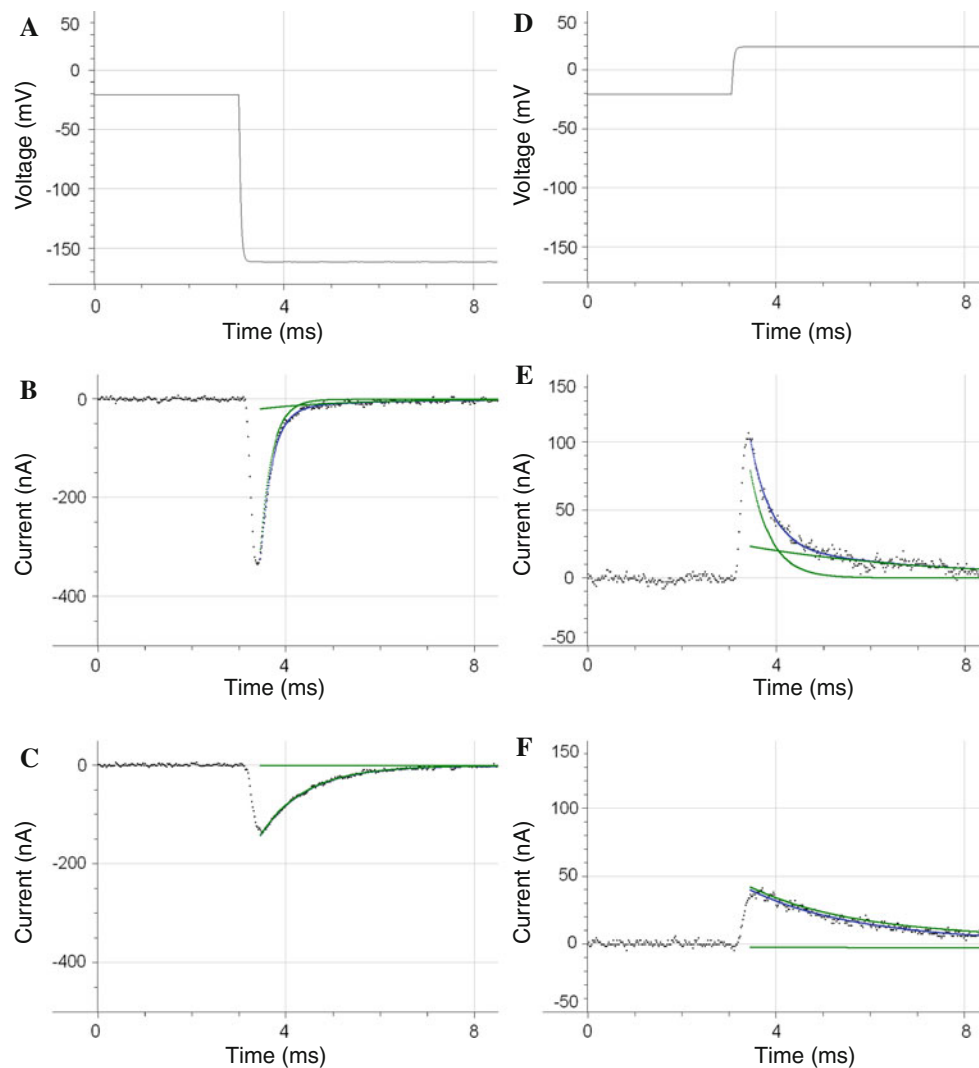 A
50
0
-50
-100
-150
Voltage (mV)
0 4 8
Time (ms)
B
0
-200
-400
Current (nA)
0 4 8
Time (ms)
C
0
-200
-400
Current (nA)
0 4 8
Time (ms)
D
50
0
-50
-100
-150
Voltage (mV
0 4 8
Time (ms)
E
150
100
50
0
-50
Current (nA)
0 4 8
Time (ms)
F
150
100
50
0
-50
Current (nA)
0 4 8
Time (ms)